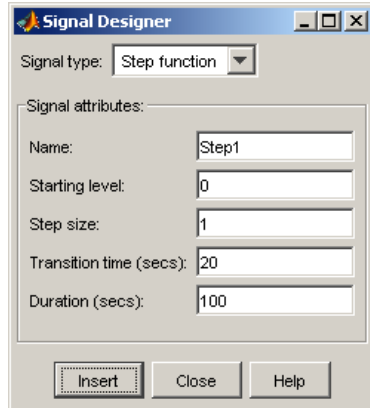 Signal Designer
Signal type: Step function
Signal attributes:
Name: Step1
Starting level: 0
Step size: 1
Transition time (secs): 20
Duration (secs): 100
Insert Close Help